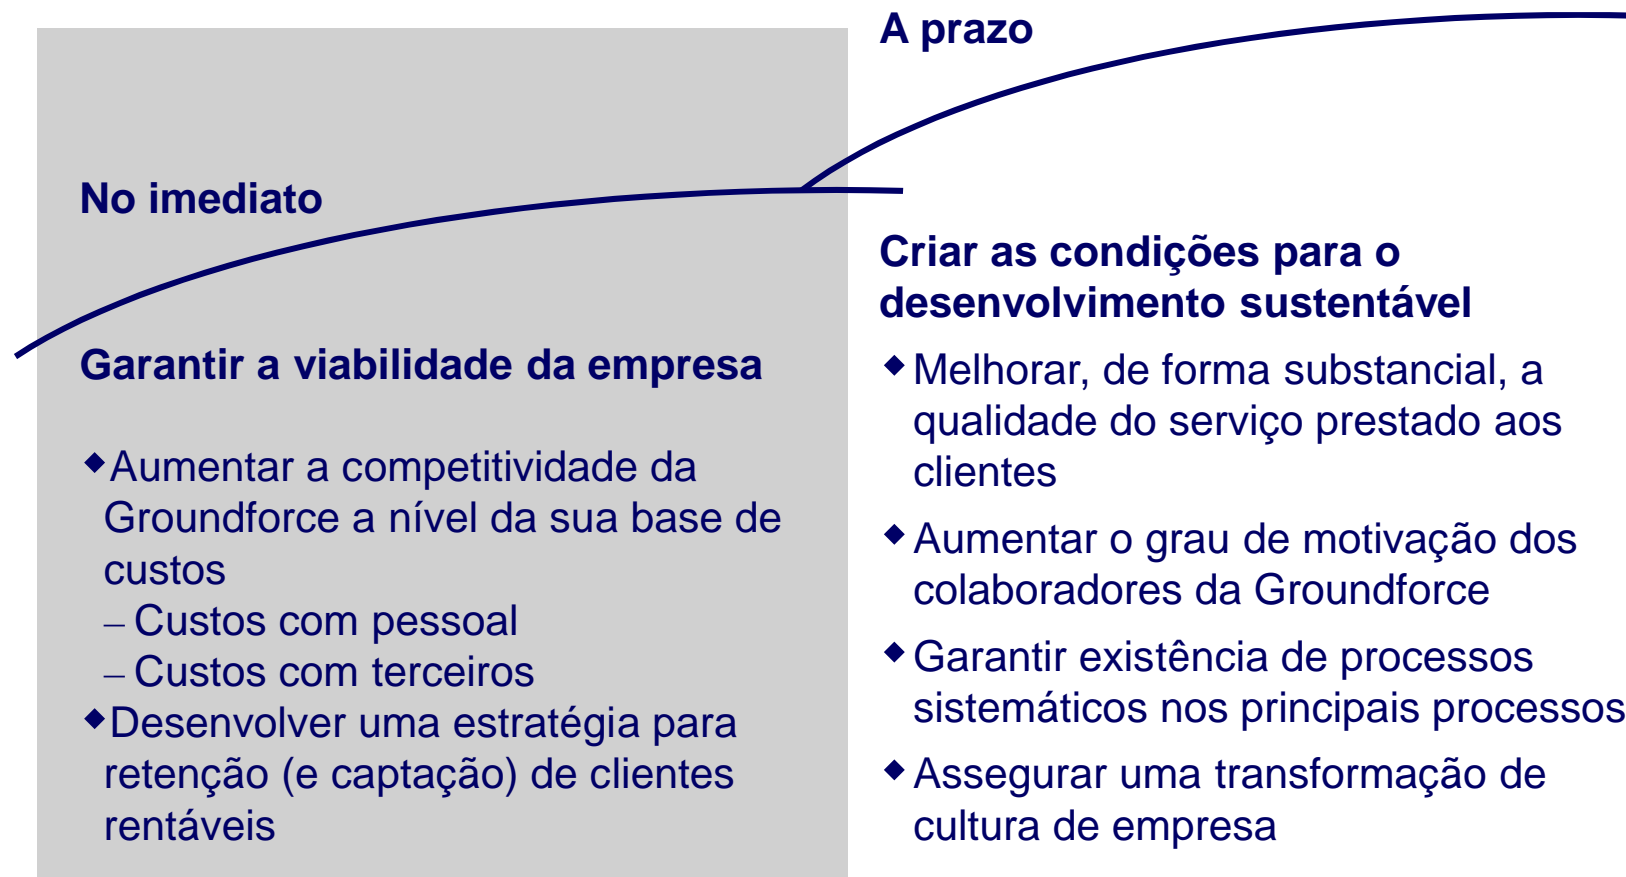 No imediato
Garantir a viabilidade da empresa
◆Aumentar a competitividade da
Groundforce a nível da sua base de
custos
– Custos com pessoal
– Custos com terceiros
◆Desenvolver uma estratégia para
retenção (e captação) de clientes
rentáveis
A prazo
Criar as condições para o
desenvolvimento sustentável
◆Melhorar, de forma substancial, a
qualidade do serviço prestado aos
clientes
◆Aumentar o grau de motivação dos
colaboradores da Groundforce
◆Garantir existência de processos
sistemáticos nos principais processos
◆Assegurar uma transformação de
cultura de empresa